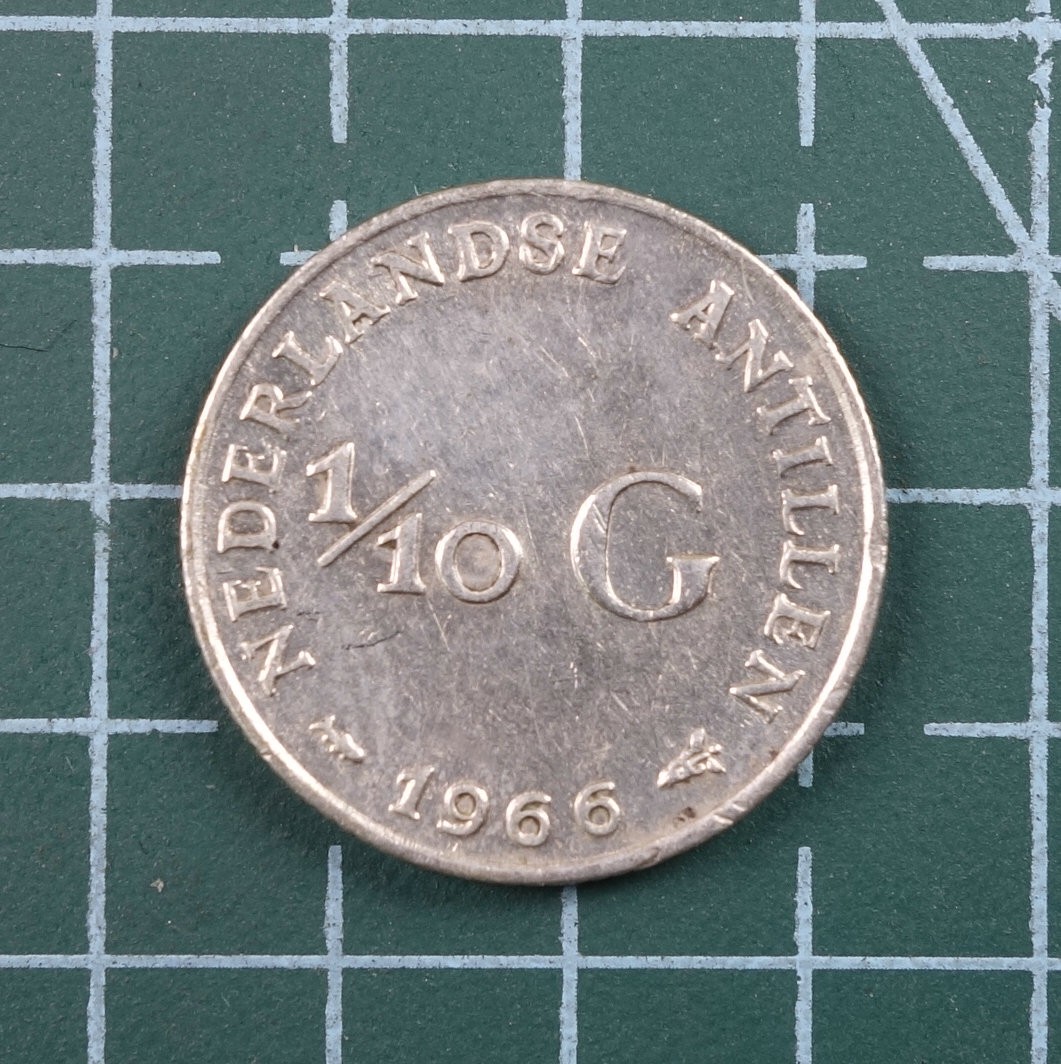 NEDERLANDSE ANTILLEN
1/10 G
1966